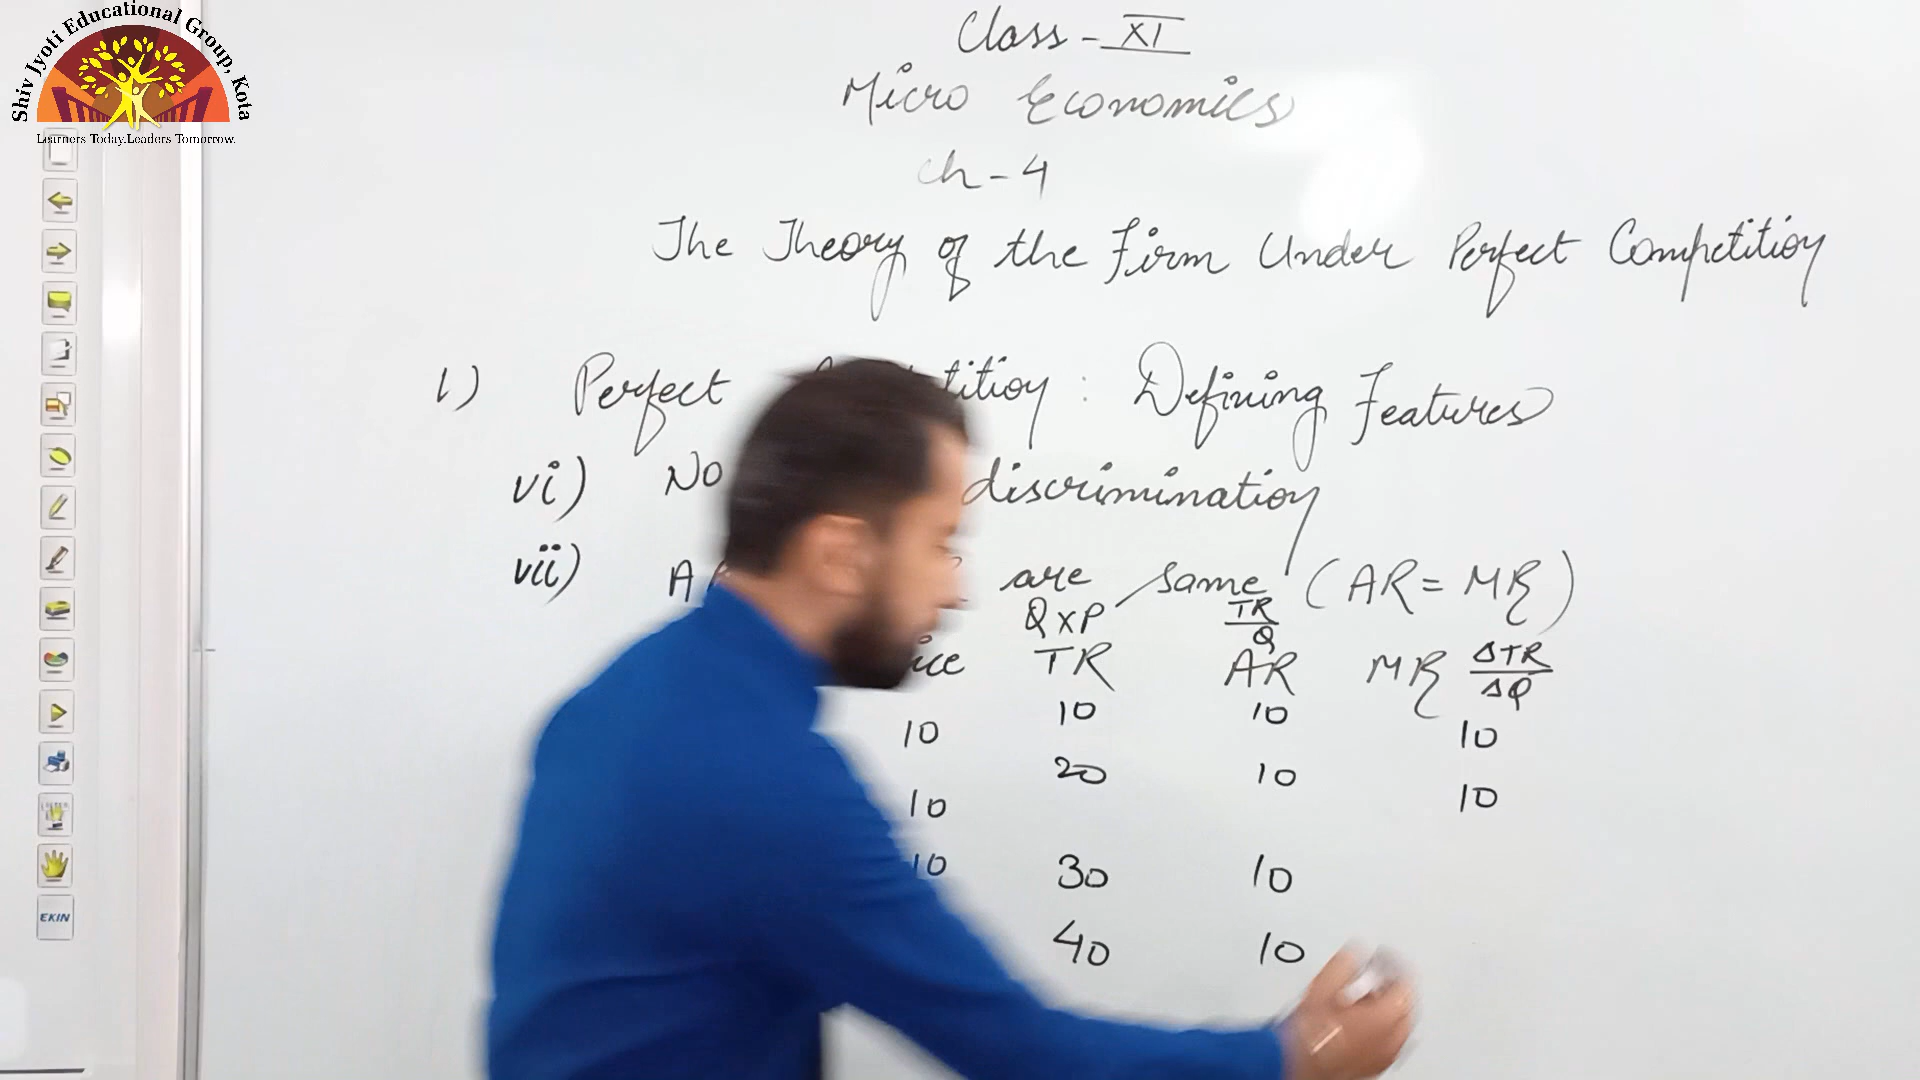 Shiv Jyoti Educational Group, Kota
Learners Today.Leaders Tomorrow.
EKIN
Class - XI
Micro Economics
Ch - 4
The Theory of the Firm Under Perfect Competition
1) Perfect : Defining Features
vi) No discrimination
vii) are same (AR = MR)
QXP TR/Q
TR AR MR ΔTR/ΔQ
10 10 10 10
10 20 10 10
10 30 10
40 10